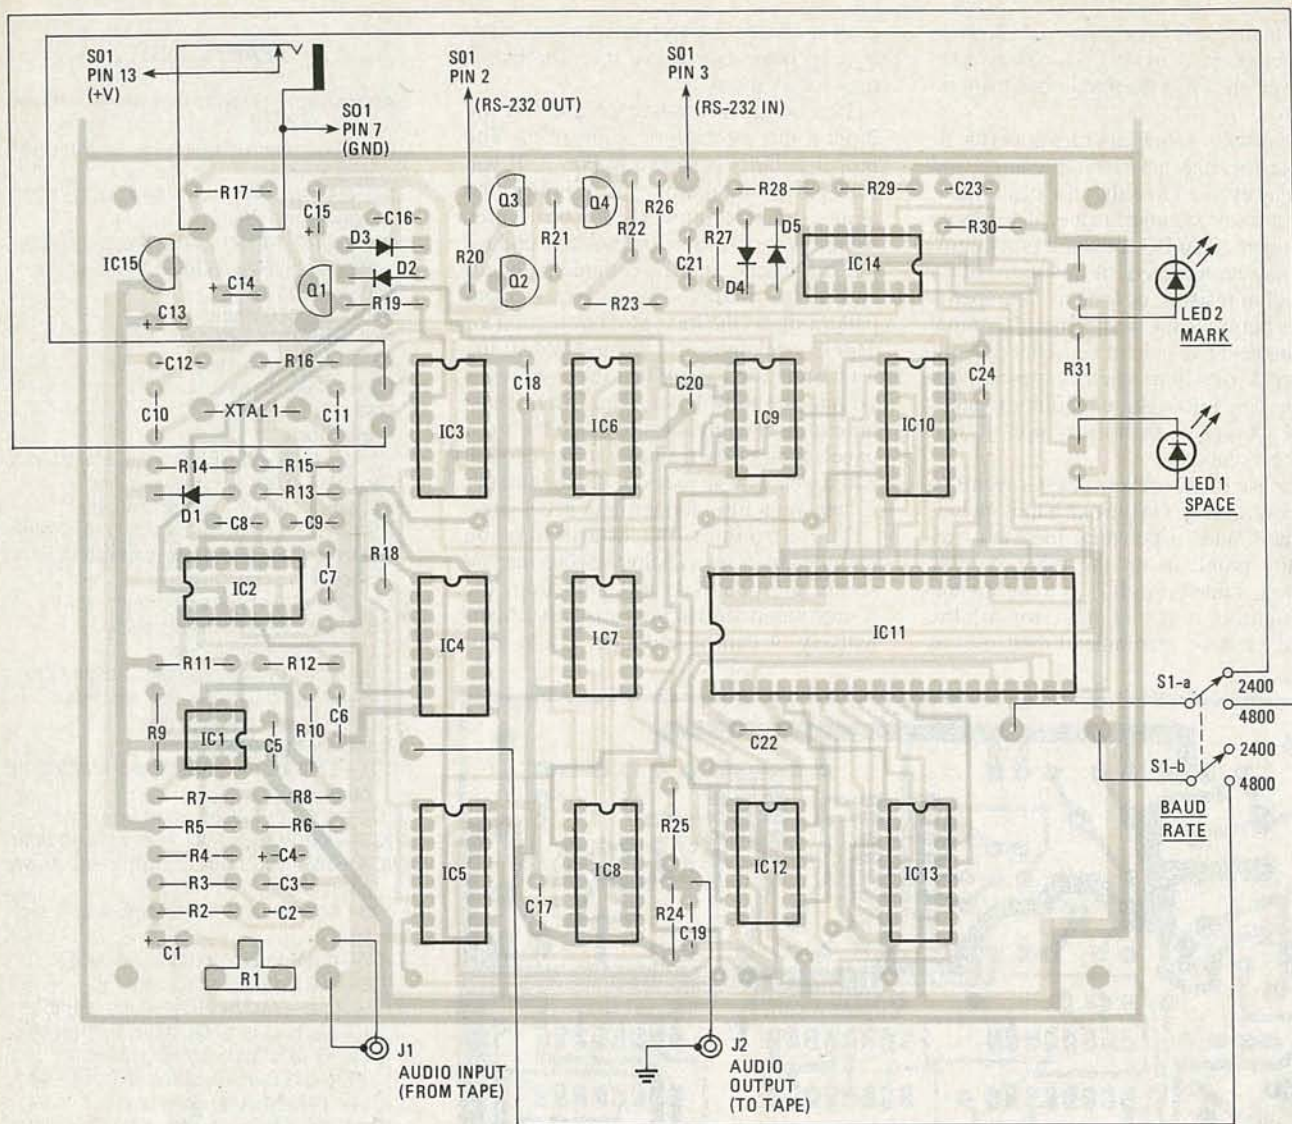 S01
PIN 13
(+V)
S01
PIN 7
(GND)
S01
PIN 2
(RS-232 OUT)
S01
PIN 3
(RS-232 IN)
R17
C15
+
C16
D3
D2
R19
Q1
IC15
+
C14
+
C13
R20
Q3
R21
Q4
Q2
R22
R26
R23
C21
R27
R28
D4
D5
R29
C23
R30
IC14
LED2
MARK
R31
LED1
SPACE
C12
R16
C10
XTAL1
C11
R14
R15
D1
R13
C8
C9
IC3
C18
IC6
C20
IC9
IC10
C24
IC2
C7
R18
IC4
IC7
IC11
R11
R12
R9
IC1
C5
R10
C6
C22
S1-a
2400
4800
S1-b
2400
4800
BAUD
RATE
R7
R8
R5
R6
R4
+
C4
R3
C3
R2
C2
+
C1
R1
IC5
C17
IC8
R25
R24
C19
IC12
IC13
J1
AUDIO INPUT
(FROM TAPE)
J2
AUDIO
OUTPUT
(TO TAPE)